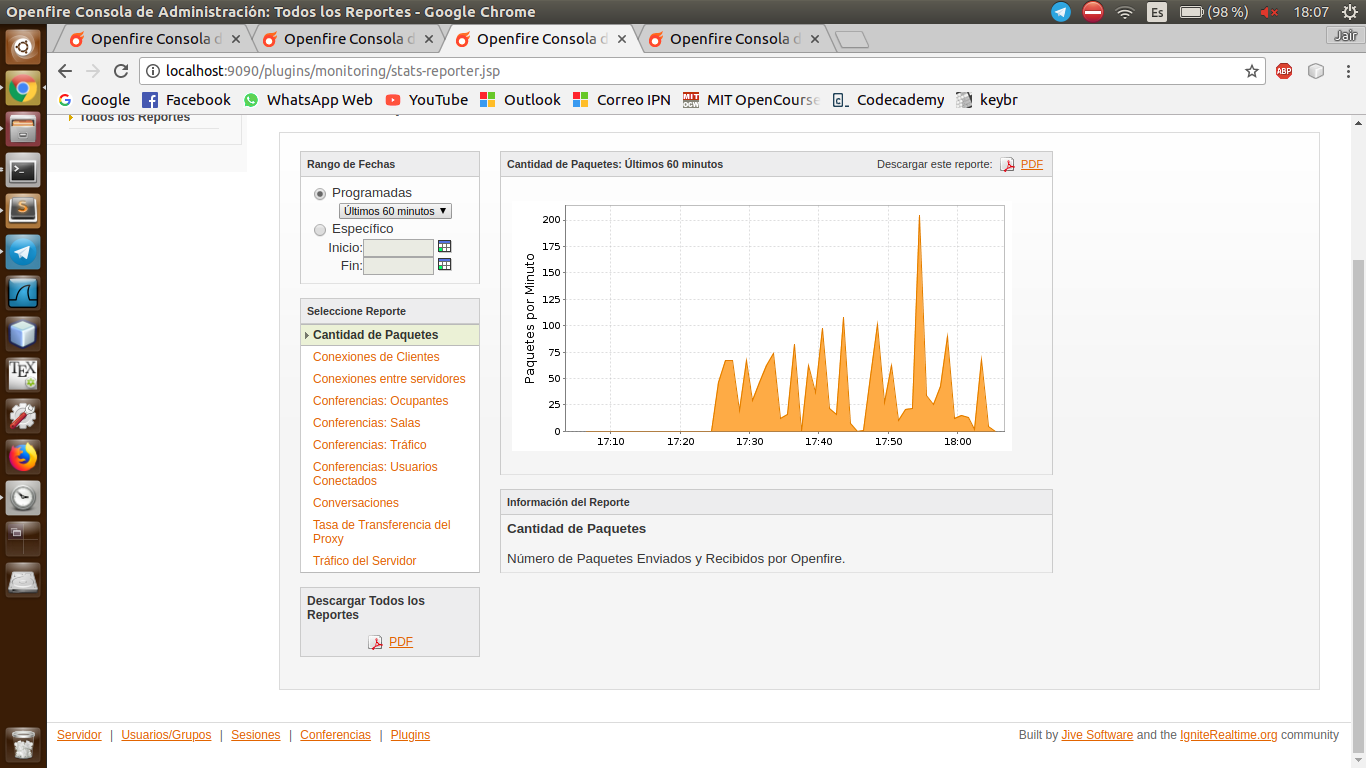 Openfire Consola de Administración: Todos los Reportes - Google Chrome
Es (98 %) 18:07
Openfire Consola d
Openfire Consola d
Openfire Consola d
Openfire Consola d
Jair
localhost:9090/plugins/monitoring/stats-reporter.jsp
ABP
Google Facebook WhatsApp Web YouTube Outlook Correo IPN MIT OpenCourse Codecademy keybr
Todos los Reportes
Rango de Fechas
Programadas
Últimos 60 minutos
Específico
Inicio:
Fin:
Seleccione Reporte
Cantidad de Paquetes
Conexiones de Clientes
Conexiones entre servidores
Conferencias: Ocupantes
Conferencias: Salas
Conferencias: Tráfico
Conferencias: Usuarios
Conectados
Conversaciones
Tasa de Transferencia del
Proxy
Tráfico del Servidor
Descargar Todos los
Reportes
PDF
Cantidad de Paquetes: Últimos 60 minutos
Descargar este reporte: PDF
Paquetes por Minuto
200
175
150
125
100
75
50
25
0
17:10 17:20 17:30 17:40 17:50 18:00
Información del Reporte
Cantidad de Paquetes
Número de Paquetes Enviados y Recibidos por Openfire.
Servidor | Usuarios/Grupos | Sesiones | Conferencias | Plugins
Built by Jive Software and the IgniteRealtime.org community